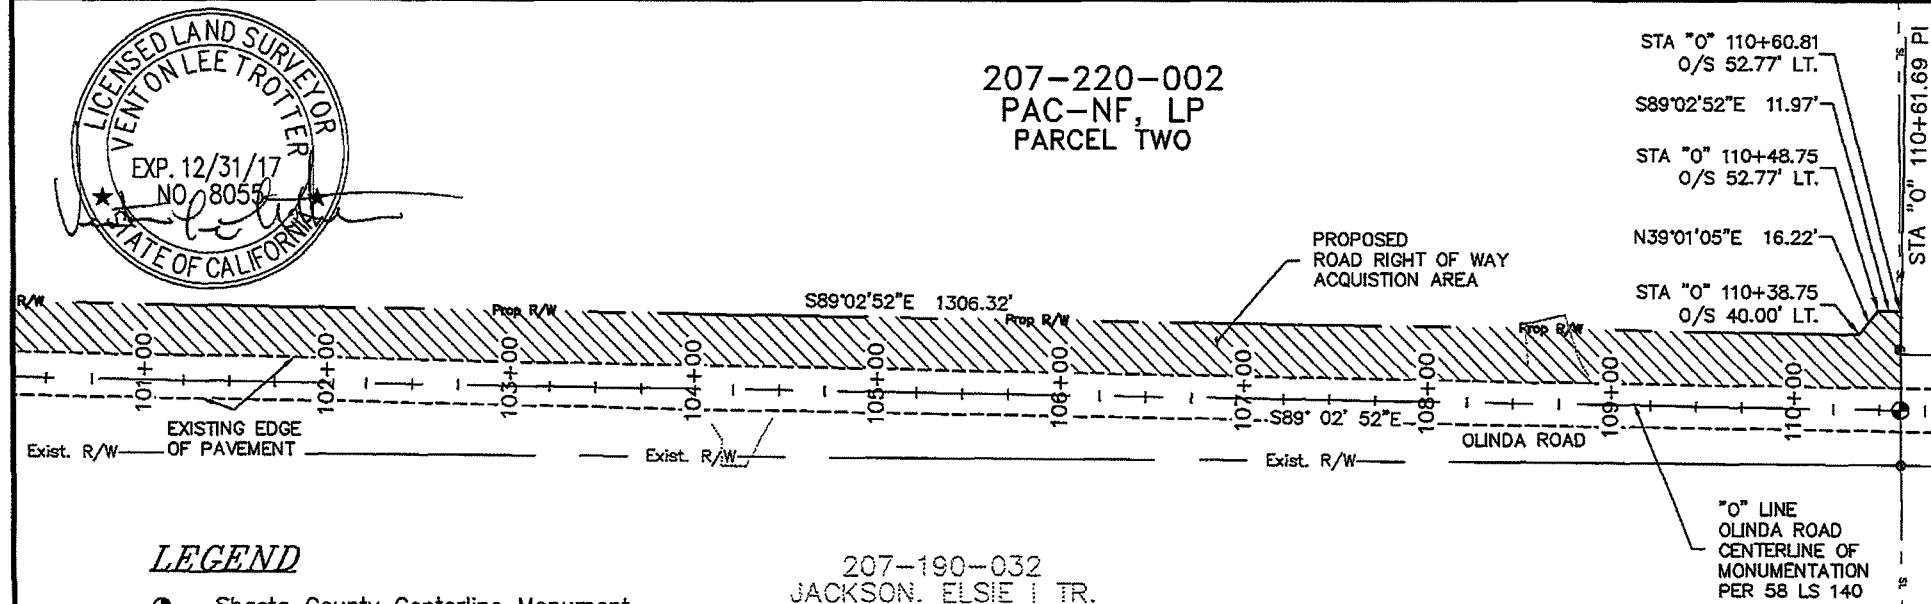 LICENSED LAND SURVEYOR
VENTON LEE TROTTER
EXP. 12/31/17
NO 8055
STATE OF CALIFORNIA
207-220-002
PAC-NF, LP
PARCEL TWO
STA "O" 110+60.81
O/S 52.77' LT.
S89°02'52"E 11.97'
STA "O" 110+48.75
O/S 52.77' LT.
N39°01'05"E 16.22'
STA "O" 110+38.75
O/S 40.00' LT.
STA "O" 110+61.69 PI
PROPOSED
ROAD RIGHT OF WAY
ACQUISTION AREA
R/W
Prop R/W
S89°02'52"E 1306.32'
Prop R/W
Prop R/W
101+00
102+00
103+00
104+00
105+00
106+00
107+00
108+00
109+00
110+00
S89° 02' 52"E
OLINDA ROAD
EXISTING EDGE
OF PAVEMENT
Exist. R/W
Exist. R/W
Exist. R/W
"O" LINE
OLINDA ROAD
CENTERLINE OF
MONUMENTATION
PER 58 LS 140
LEGEND
Shasta County Centerline Monument
207-190-032
JACKSON. ELSIE I TR.